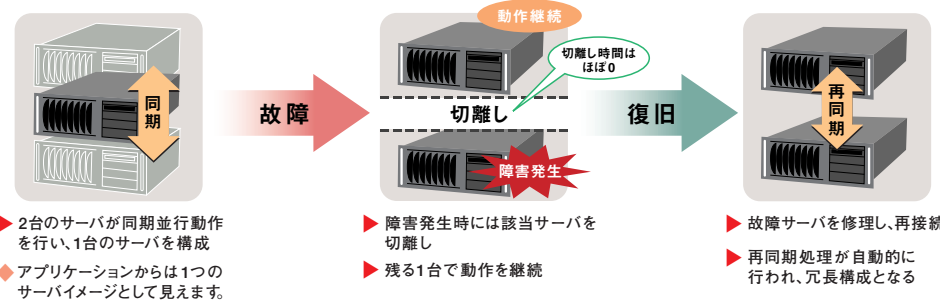 同期
故障
動作継続
切離し時間は
ほぼ0
切離し
障害発生
復旧
再同期
2台のサーバが同期並行動作
を行い、1台のサーバを構成
アプリケーションからは1つの
サーバイメージとして見えます。
障害発生時には該当サーバを
切離し
残る1台で動作を継続
故障サーバを修理し、再接続
再同期処理が自動的に
行われ、冗長構成となる